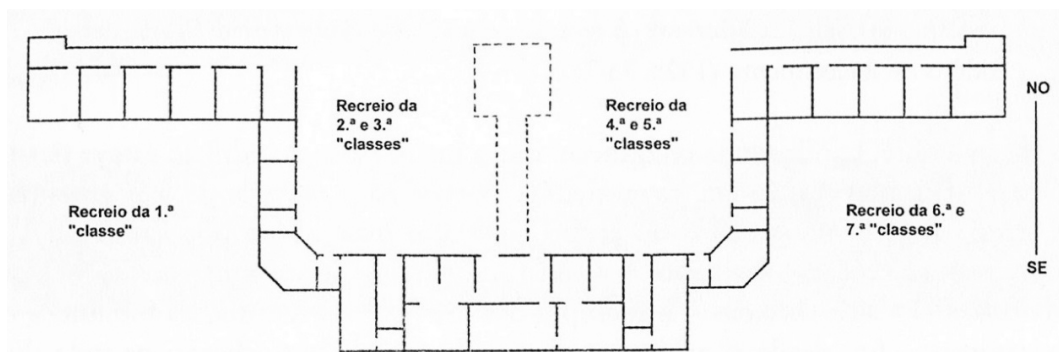 Recreio da
2.ª e 3.ª
"classes"
Recreio da
4.ª e 5.ª
"classes"
NO
Recreio da 1.ª
"classe"
Recreio da 6.ª e
7.ª "classes"
SE